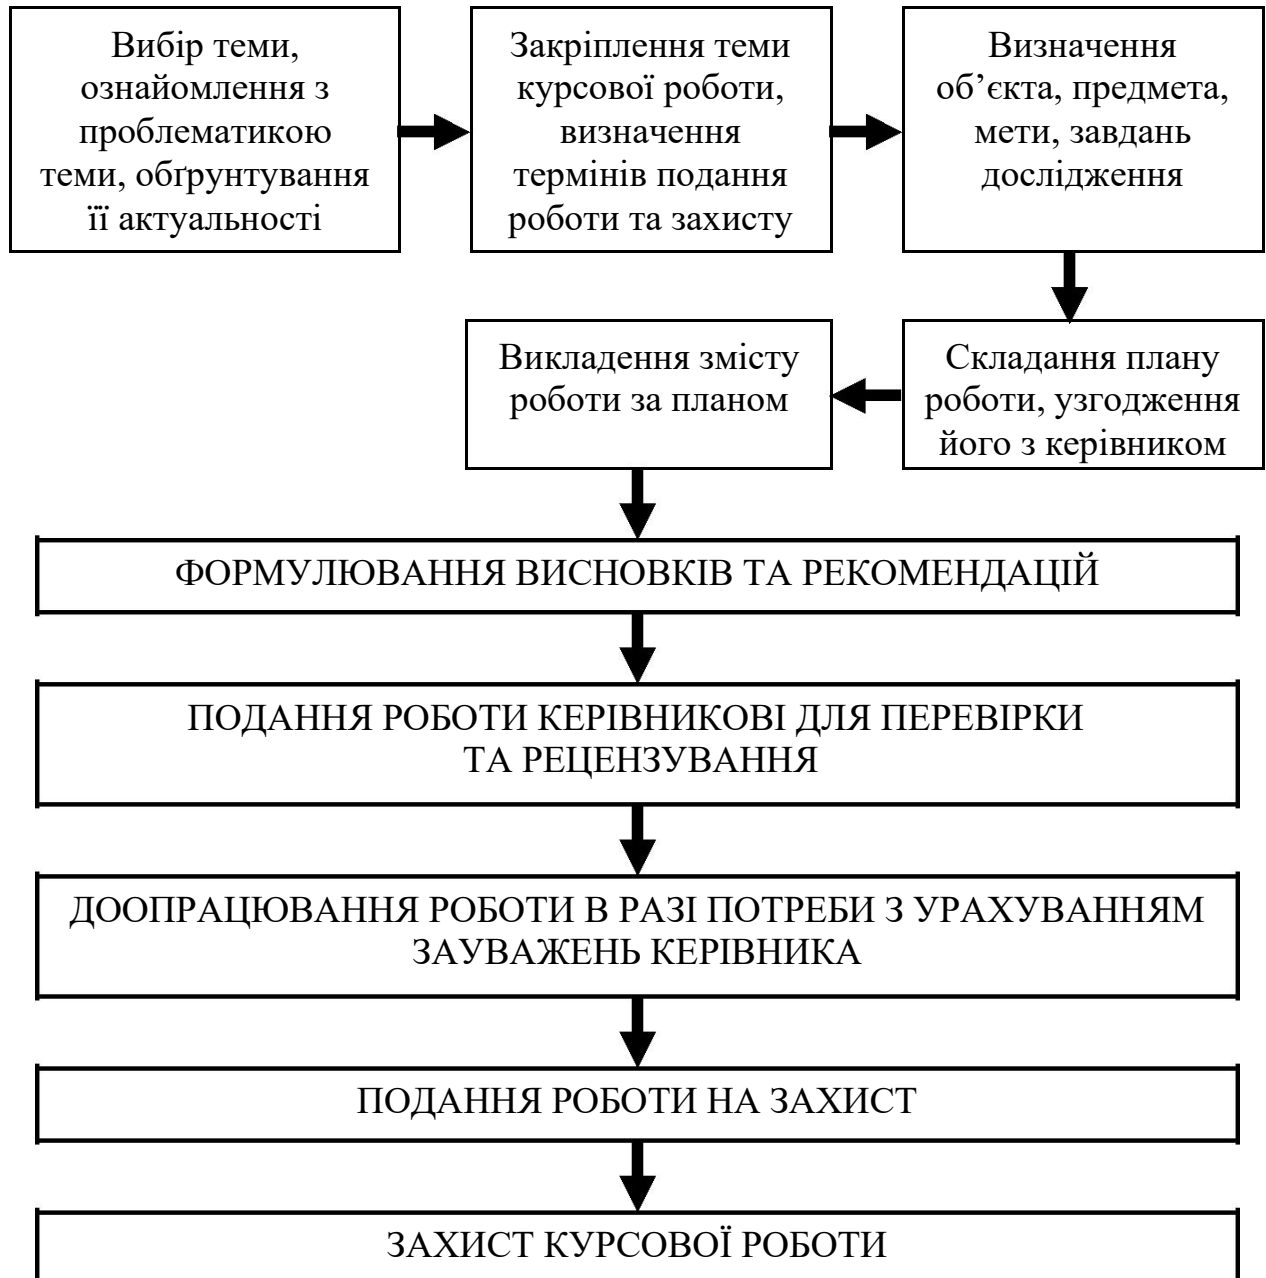 Вибір теми,
ознайомлення з
проблематикою
теми, обґрунтування
її актуальності
Закріплення теми
курсової роботи,
визначення
термінів подання
роботи та захисту
Визначення
об’єкта, предмета,
мети, завдань
дослідження
Складання плану
роботи, узгодження
його з керівником
Викладення змісту
роботи за планом
ФОРМУЛЮВАННЯ ВИСНОВКІВ ТА РЕКОМЕНДАЦІЙ
ПОДАННЯ РОБОТИ КЕРІВНИКОВІ ДЛЯ ПЕРЕВІРКИ
ТА РЕЦЕНЗУВАННЯ
ДООПРАЦЮВАННЯ РОБОТИ В РАЗІ ПОТРЕБИ З УРАХУВАННЯМ
ЗАУВАЖЕНЬ КЕРІВНИКА
ПОДАННЯ РОБОТИ НА ЗАХИСТ
ЗАХИСТ КУРСОВОЇ РОБОТИ